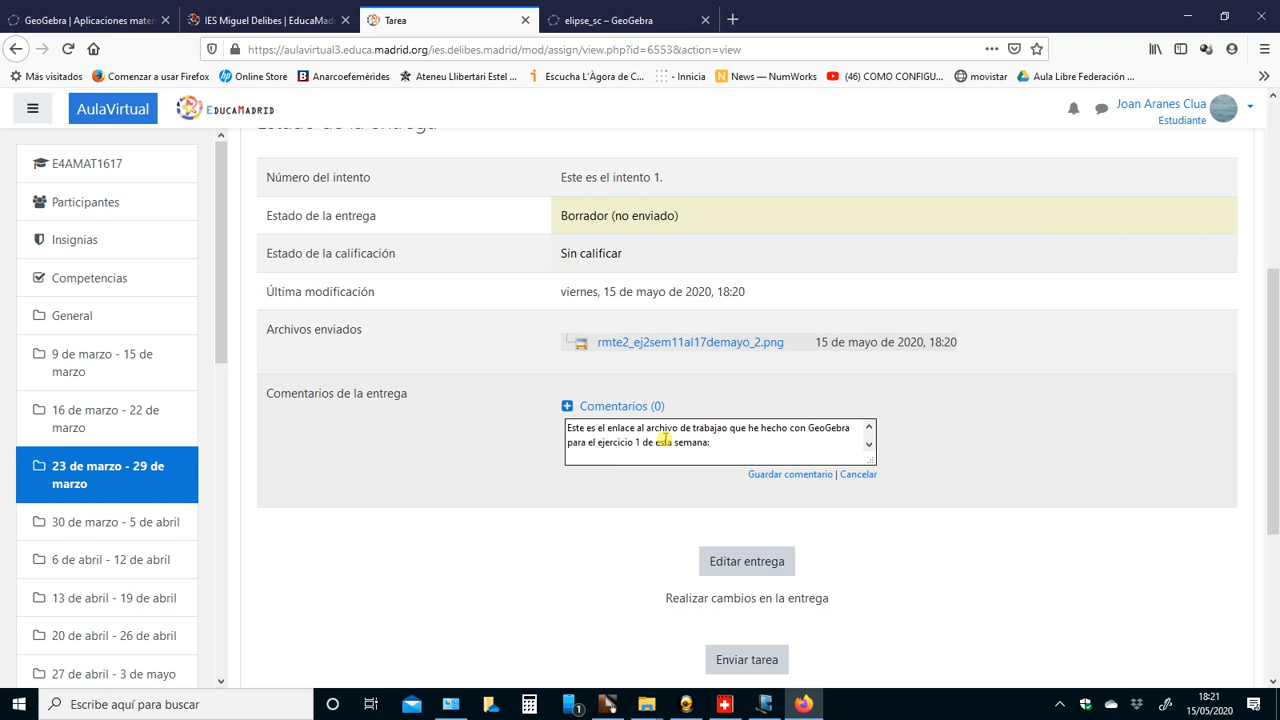 GeoGebra | Aplicaciones matem
IES Miguel Delibes | EducaMad
Tarea
elipse_sc – GeoGebra
https://aulavirtual3.educa.madrid.org/ies.delibes.madrid/mod/assign/view.php?id=6553&action=view
Más visitados
Comenzar a usar Firefox
Online Store
Anarcoefemèrides
Ateneu Llibertari Estel ...
Escucha L'Àgora de C...
- Innicia
News — NumWorks
(46) COMO CONFIGU...
movistar
Aula Libre Federación ...
AulaVirtual
EDUCAMADRID
Joan Aranes Clua
Estudiante
E4AMAT1617
Participantes
Insignias
Competencias
General
9 de marzo - 15 de
marzo
16 de marzo - 22 de
marzo
23 de marzo - 29 de
marzo
30 de marzo - 5 de abril
6 de abril - 12 de abril
13 de abril - 19 de abril
20 de abril - 26 de abril
27 de abril - 3 de mayo
Estado de la entrega
Número del intento
Este es el intento 1.
Estado de la entrega
Borrador (no enviado)
Estado de la calificación
Sin calificar
Última modificación
viernes, 15 de mayo de 2020, 18:20
Archivos enviados
rmte2_ej2sem11al17demayo_2.png
15 de mayo de 2020, 18:20
Comentarios de la entrega
Comentarios (0)
Este es el enlace al archivo de trabajao que he hecho con GeoGebra
para el ejercicio 1 de esta semana:
Guardar comentario | Cancelar
Editar entrega
Realizar cambios en la entrega
Enviar tarea
Escribe aquí para buscar
1
18:21
15/05/2020